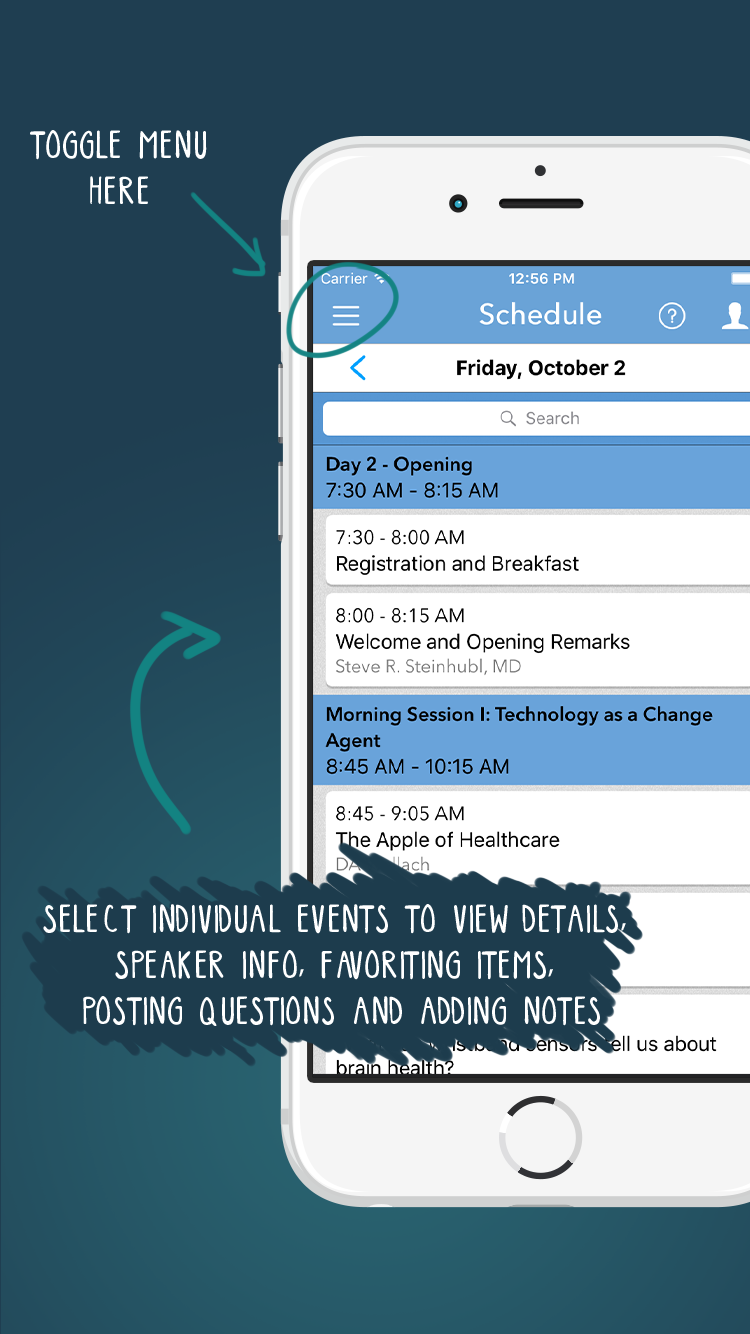 TOGGLE MENU
HERE
Carrier
12:56 PM
Schedule
?
Friday, October 2
Search
Day 2 - Opening
7:30 AM - 8:15 AM
7:30 - 8:00 AM
Registration and Breakfast
8:00 - 8:15 AM
Welcome and Opening Remarks
Steve R. Steinhubl, MD
Morning Session I: Technology as a Change
Agent
8:45 AM - 10:15 AM
8:45 - 9:05 AM
The Apple of Healthcare
SELECT INDIVIDUAL EVENTS TO VIEW DETAILS,
SPEAKER INFO, FAVORITING ITEMS,
POSTING QUESTIONS AND ADDING NOTES
sensors tell us about
brain health?